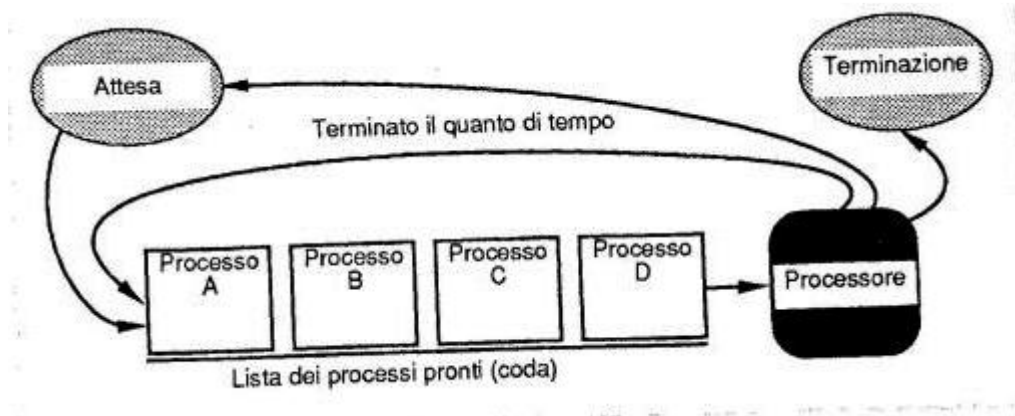 Attesa
Terminazione
Terminato il quanto di tempo
Processo
A
Processo
B
Processo
C
Processo
D
Processore
Lista dei processi pronti (coda)